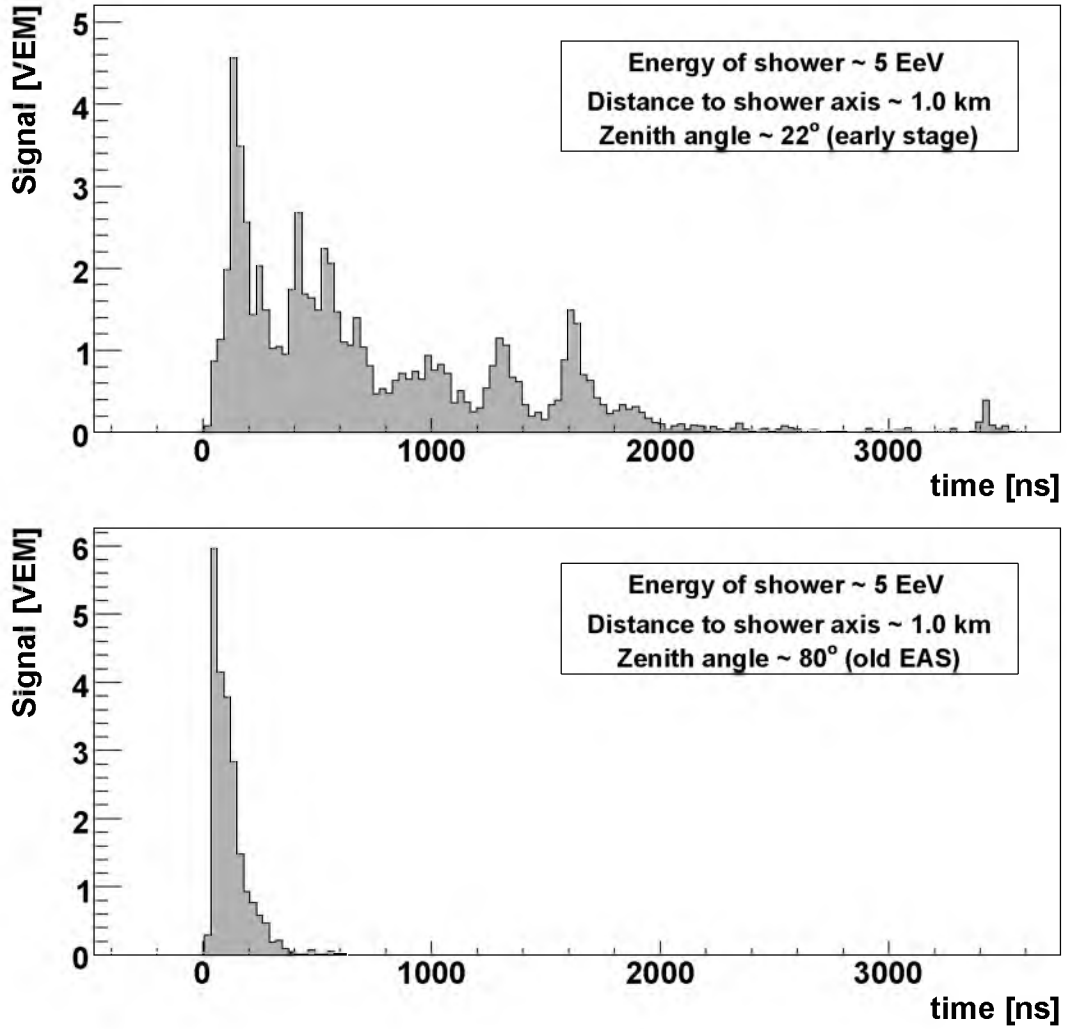 Signal [VEM]
5
4
3
2
1
0
Energy of shower ~ 5 EeV
Distance to shower axis ~ 1.0 km
Zenith angle ~ 22° (early stage)
0 1000 2000 3000
time [ns]
Signal [VEM]
6
5
4
3
2
1
0
Energy of shower ~ 5 EeV
Distance to shower axis ~ 1.0 km
Zenith angle ~ 80° (old EAS)
0 1000 2000 3000
time [ns]